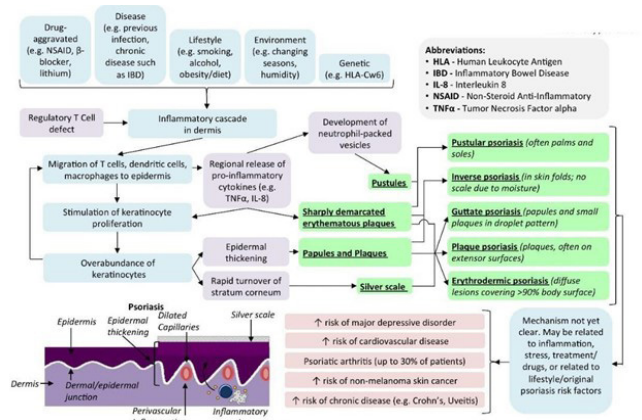 Drug-
aggravated
(e.g. NSAID, β-
blocker,
lithium)
Disease
(e.g. previous
infection,
chronic
disease such
as IBD)
Lifestyle
(e.g. smoking,
alcohol,
obesity/diet)
Environment
(e.g. changing
seasons,
humidity)
Genetic
(e.g. HLA-Cw6)
Abbreviations:
• HLA - Human Leukocyte Antigen
• IBD - Inflammatory Bowel Disease
• IL-8 - Interleukin 8
• NSAID - Non-Steroid Anti-Inflammatory
• TNFα - Tumor Necrosis Factor alpha
Regulatory T Cell
defect
Inflammatory cascade
in dermis
Development of
neutrophil-packed
vesicles
Migration of T cells, dendritic cells,
macrophages to epidermis
Regional release of
pro-inflammatory
cytokines (e.g.
TNFα, IL-8)
Pustules
Stimulation of keratinocyte
proliferation
Sharply demarcated
erythematous plaques
Overabundance of
keratinocytes
Epidermal
thickening
Papules and Plaques
Rapid turnover of
stratum corneum
Silver scale
Pustular psoriasis (often palms and
soles)
Inverse psoriasis (in skin folds; no
scale due to moisture)
Guttate psoriasis (papules and small
plaques in droplet pattern)
Plaque psoriasis (plaques, often on
extensor surfaces)
Erythrodermic psoriasis (diffuse
lesions covering >90% body surface)
Psoriasis
Epidermis
Epidermal
thickening
Dilated
Capillaries
Silver scale
Dermis
Dermal/epidermal
junction
Perivascular
Inflammatory
↑ risk of major depressive disorder
↑ risk of cardiovascular disease
Psoriatic arthritis (up to 30% of patients)
↑ risk of non-melanoma skin cancer
↑ risk of chronic disease (e.g. Crohn's, Uveitis)
Mechanism not yet
clear. May be related
to inflammation,
stress, treatment/
drugs, or related to
lifestyle/original
psoriasis risk factors